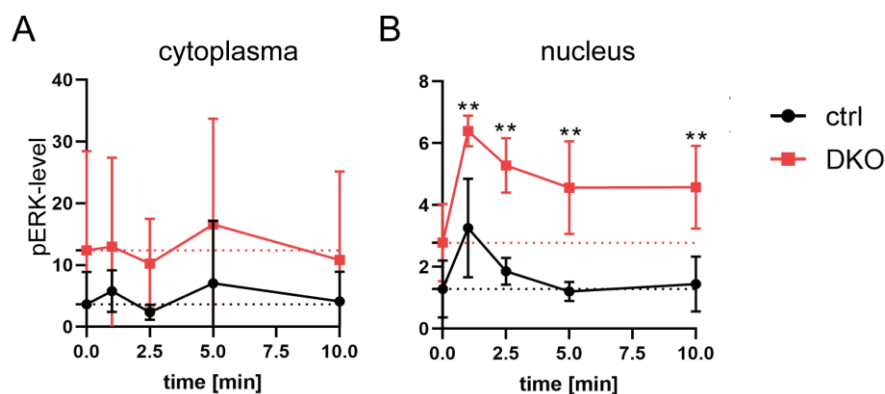 A
cytoplasma
pERK-level
40
30
20
10
0
0.0 2.5 5.0 7.5 10.0
time [min]
B
nucleus
8
6
4
2
0
** ** ** **
0.0 2.5 5.0 7.5 10.0
time [min]
ctrl
DKO